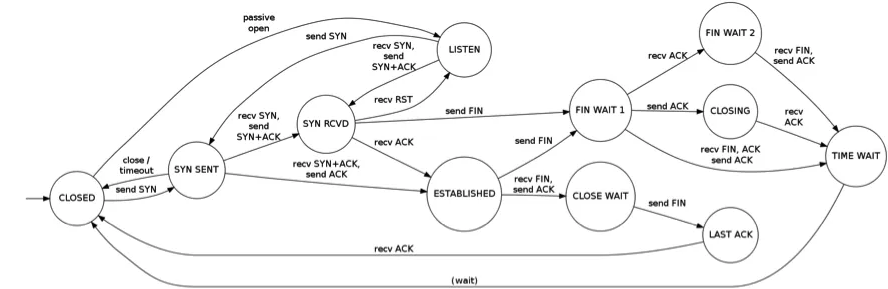 passive
open
send SYN
recv SYN,
send
SYN+ACK
LISTEN
FIN WAIT 2
recv ACK
recv FIN,
send ACK
recv RST
SYN RCVD
send FIN
FIN WAIT 1
send ACK
CLOSING
recv
ACK
recv SYN,
send
SYN+ACK
recv ACK
send FIN
recv FIN, ACK
send ACK
TIME WAIT
close /
timeout
SYN SENT
recv SYN+ACK,
send ACK
send SYN
CLOSED
ESTABLISHED
recv FIN,
send ACK
CLOSE WAIT
send FIN
LAST ACK
recv ACK
(wait)